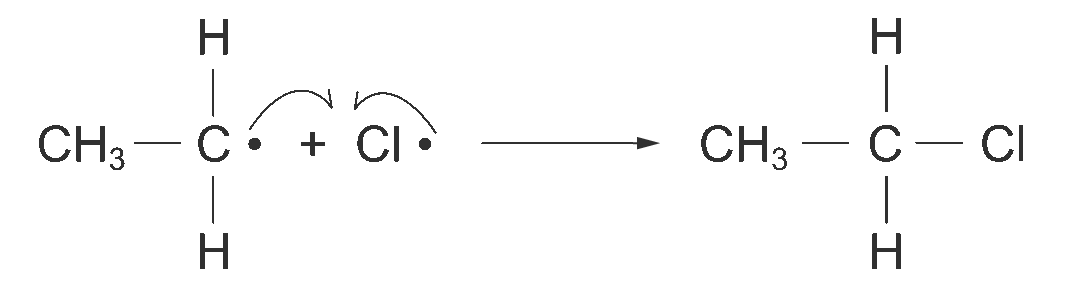 H H
CH₃ — C • + Cl • ⟶ CH₃ — C — Cl
H H